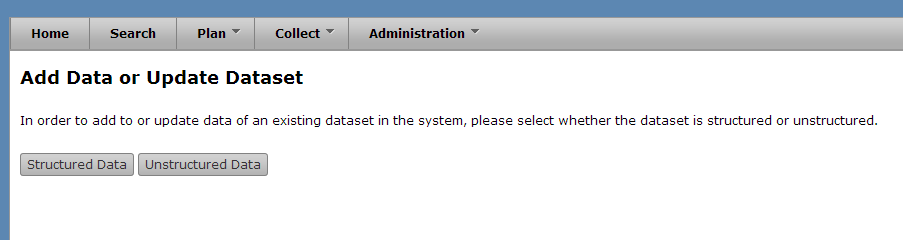 Home Search Plan Collect Administration
Add Data or Update Dataset
In order to add to or update data of an existing dataset in the system, please select whether the dataset is structured or unstructured.
Structured Data Unstructured Data